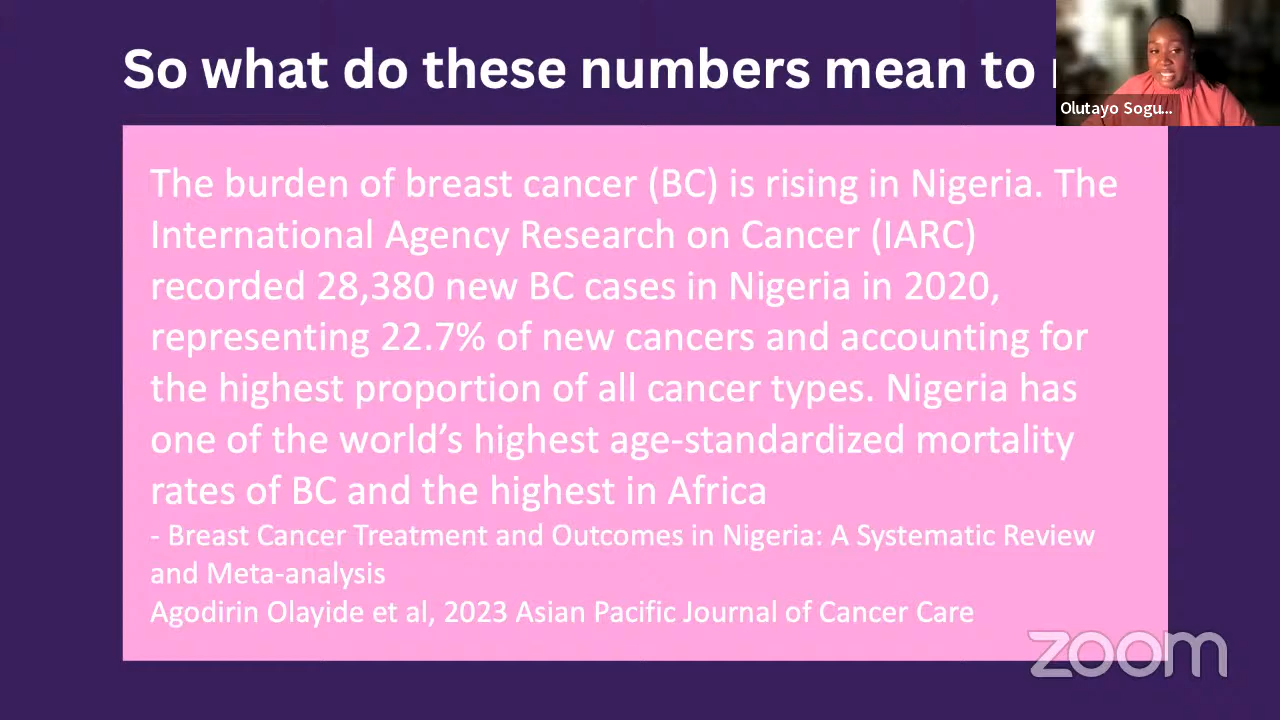 So what do these numbers mean to
Olutayo Sogu...
The burden of breast cancer (BC) is rising in Nigeria. The
International Agency Research on Cancer (IARC)
recorded 28,380 new BC cases in Nigeria in 2020,
representing 22.7% of new cancers and accounting for
the highest proportion of all cancer types. Nigeria has
one of the world’s highest age-standardized mortality
rates of BC and the highest in Africa
- Breast Cancer Treatment and Outcomes in Nigeria: A Systematic Review
and Meta-analysis
Agodirin Olayide et al, 2023 Asian Pacific Journal of Cancer Care
zoom